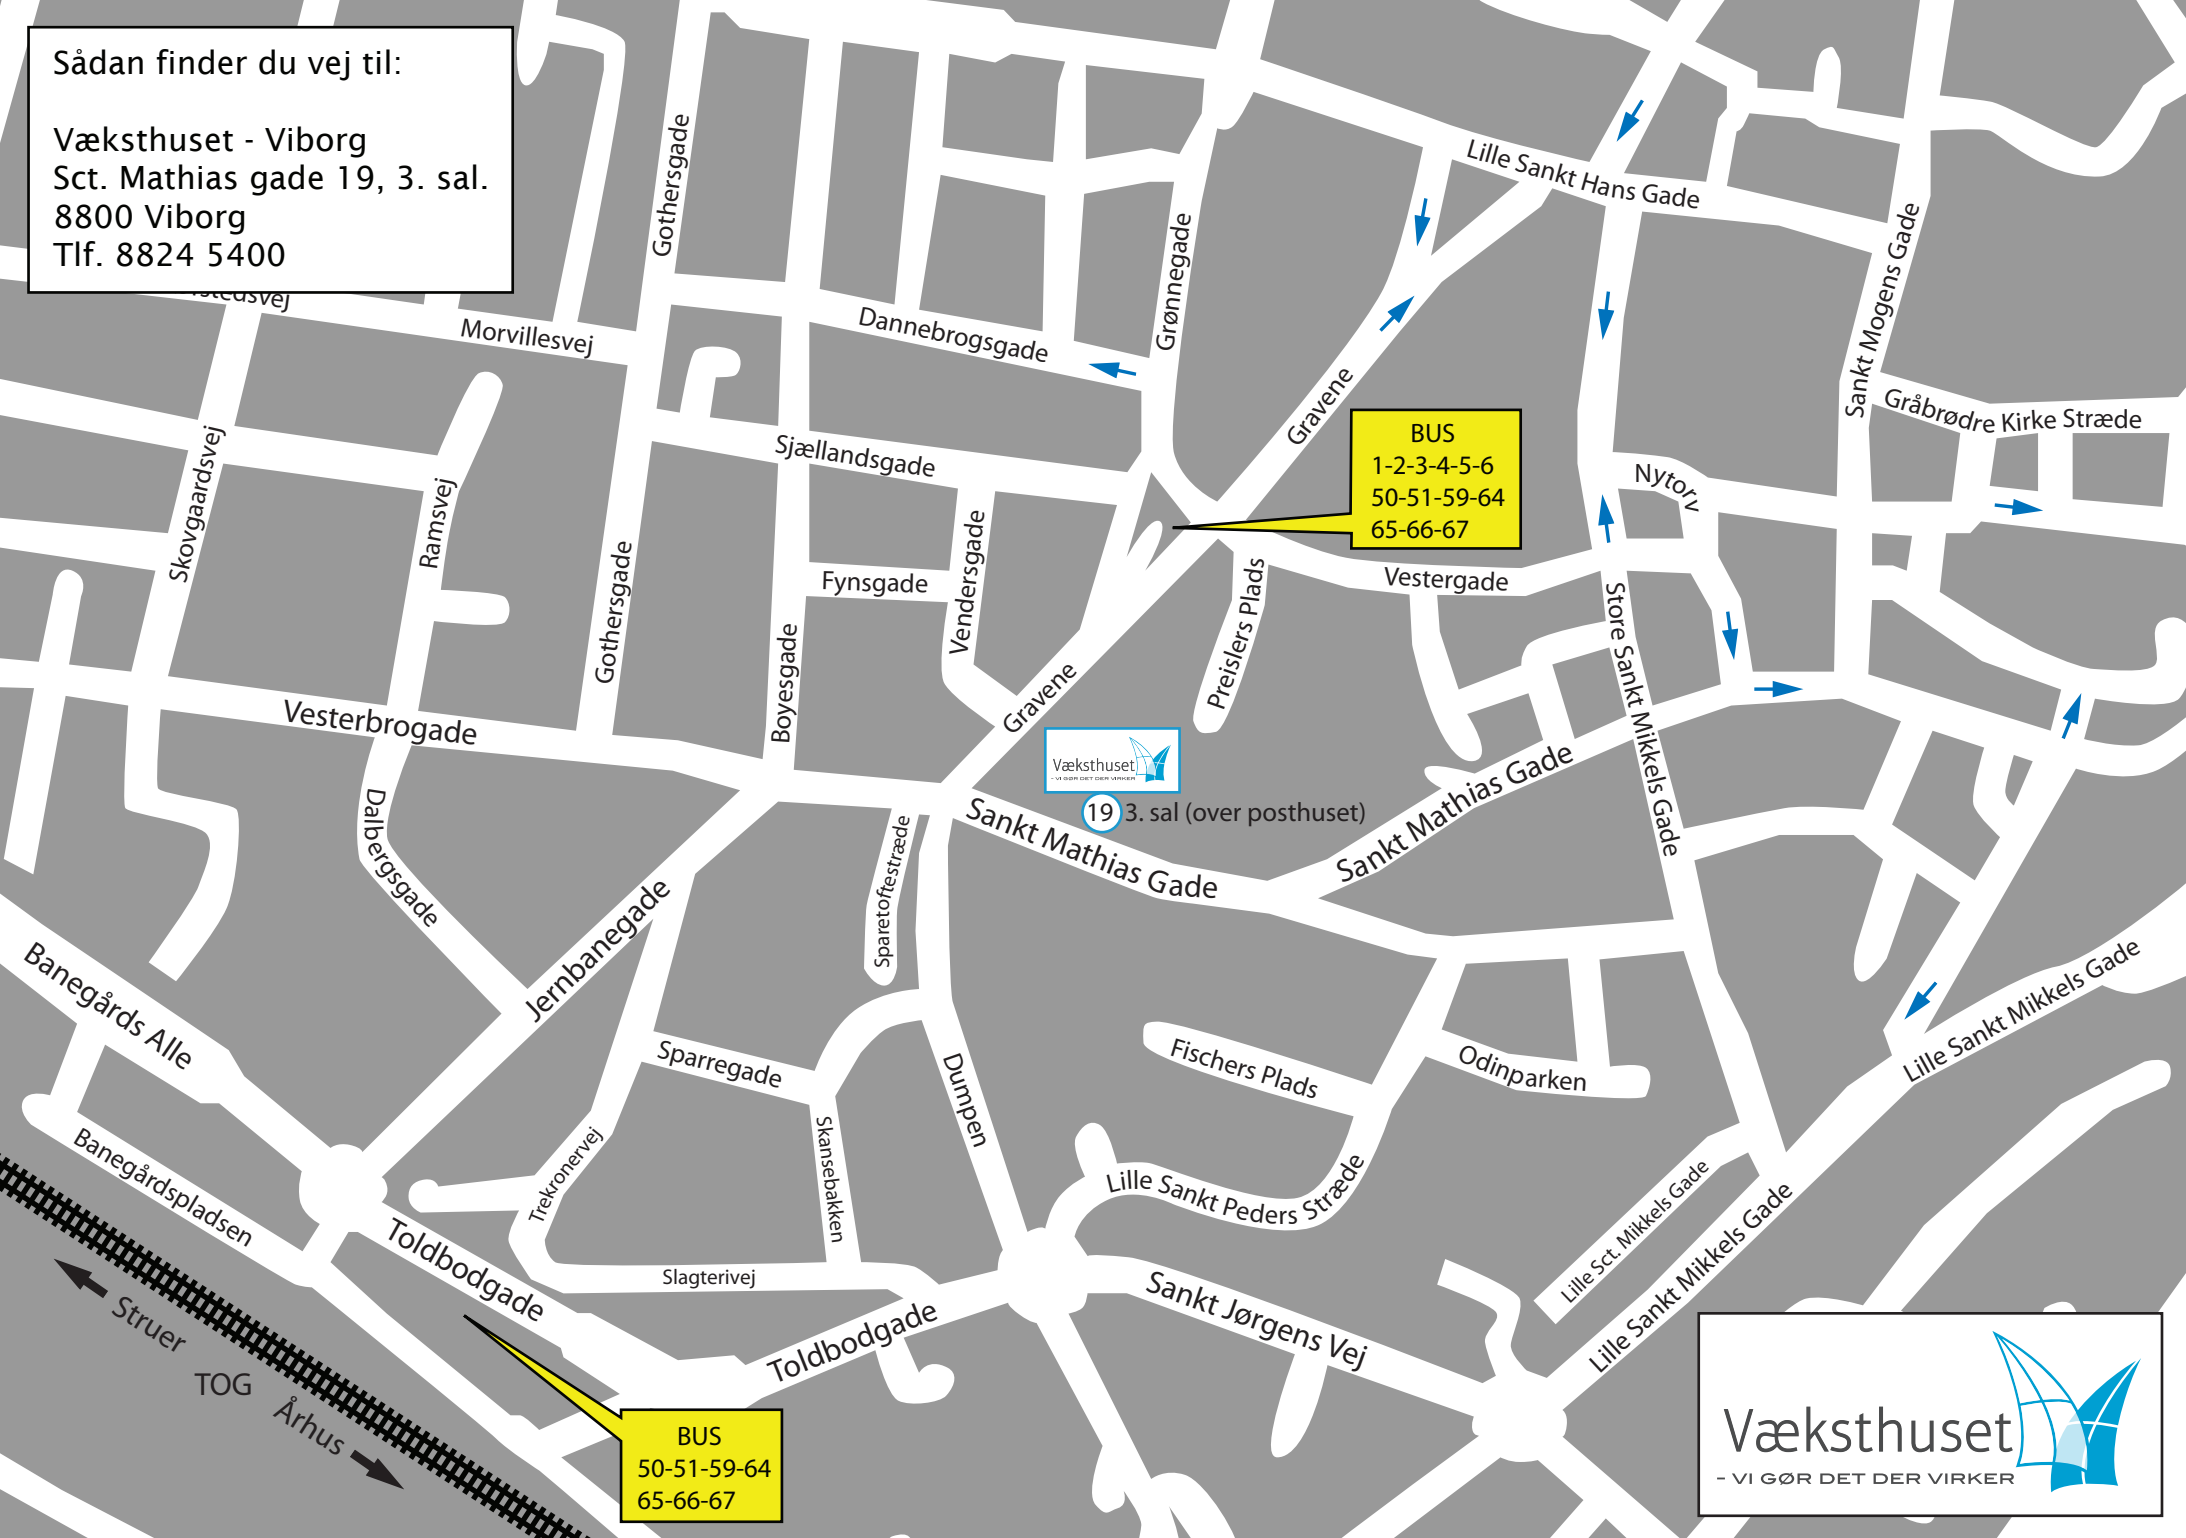 Sådan finder du vej til:
Væksthuset - Viborg
Sct. Mathias gade 19, 3. sal.
8800 Viborg
Tlf. 8824 5400
Morvillesvej
Gothersgade
Dannebrogsgade
Grønnegade
Lille Sankt Hans Gade
Sankt Mogens Gade
Gråbrødre Kirke Stræde
Gravene
BUS
1-2-3-4-5-6
50-51-59-64
65-66-67
Nytorv
Sjællandsgade
Skovgaardsvej
Ramsvej
Gothersgade
Fynsgade
Vendersgade
Boyesgade
Preislers Plads
Vestergade
Store Sankt Mikkels Gade
Vesterbrogade
Gravene
Væksthuset
- VI GØR DET DER VIRKER
19 3. sal (over posthuset)
Sankt Mathias Gade
Sankt Mathias Gade
Dalbergsgade
Sparetoftestræde
Jernbanegade
Banegårds Alle
Banegårdspladsen
Sparregade
Dumpen
Fischers Plads
Odinparken
Lille Sankt Mikkels Gade
Trekronervej
Skansebakken
Lille Sankt Peders Stræde
Lille Sct. Mikkels Gade
Lille Sankt Mikkels Gade
Toldbodgade
Slagterivej
Toldbodgade
Sankt Jørgens Vej
Struer
TOG
Århus
BUS
50-51-59-64
65-66-67
Væksthuset
- VI GØR DET DER VIRKER